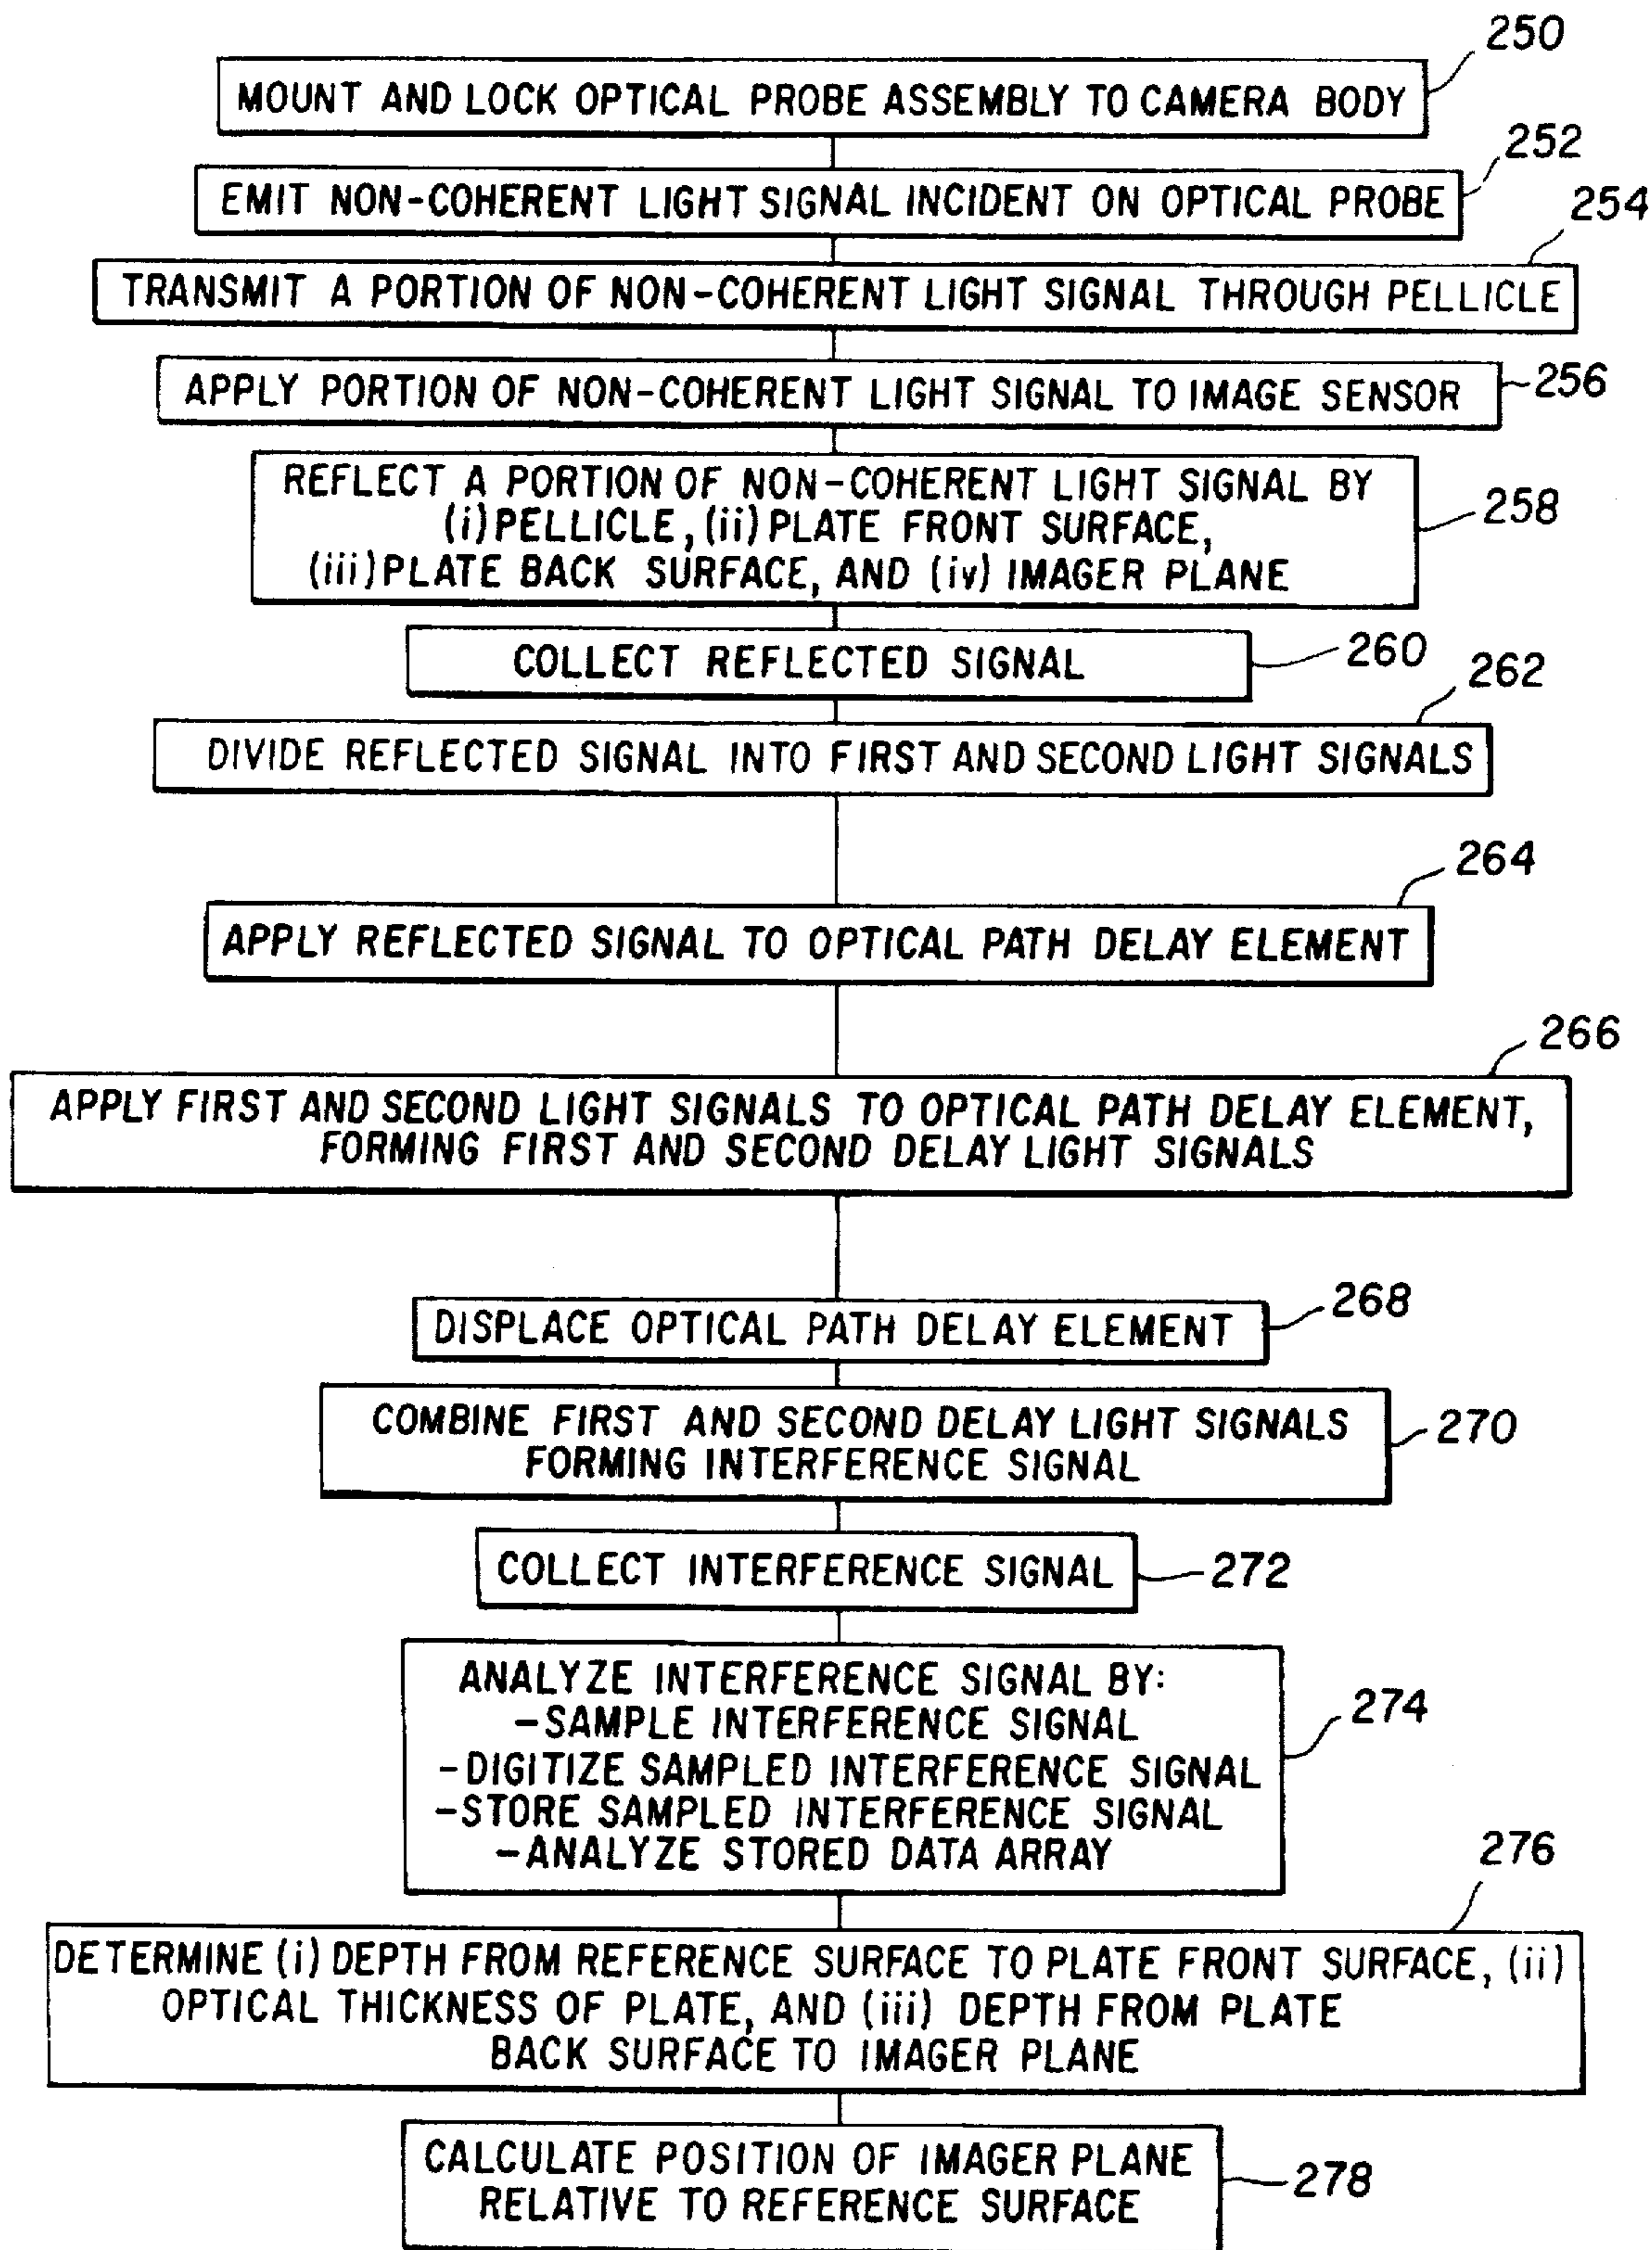 250
MOUNT AND LOCK OPTICAL PROBE ASSEMBLY TO CAMERA BODY
252
EMIT NON-COHERENT LIGHT SIGNAL INCIDENT ON OPTICAL PROBE
254
TRANSMIT A PORTION OF NON-COHERENT LIGHT SIGNAL THROUGH PELLICLE
APPLY PORTION OF NON-COHERENT LIGHT SIGNAL TO IMAGE SENSOR
256
REFLECT A PORTION OF NON-COHERENT LIGHT SIGNAL BY
(i) PELLICLE, (ii) PLATE FRONT SURFACE,
(iii) PLATE BACK SURFACE, AND (iv) IMAGER PLANE
258
COLLECT REFLECTED SIGNAL
260
262
DIVIDE REFLECTED SIGNAL INTO FIRST AND SECOND LIGHT SIGNALS
264
APPLY REFLECTED SIGNAL TO OPTICAL PATH DELAY ELEMENT
266
APPLY FIRST AND SECOND LIGHT SIGNALS TO OPTICAL PATH DELAY ELEMENT,
FORMING FIRST AND SECOND DELAY LIGHT SIGNALS
DISPLACE OPTICAL PATH DELAY ELEMENT
268
COMBINE FIRST AND SECOND DELAY LIGHT SIGNALS
FORMING INTERFERENCE SIGNAL
270
COLLECT INTERFERENCE SIGNAL
272
ANALYZE INTERFERENCE SIGNAL BY:
-SAMPLE INTERFERENCE SIGNAL
-DIGITIZE SAMPLED INTERFERENCE SIGNAL
-STORE SAMPLED INTERFERENCE SIGNAL
-ANALYZE STORED DATA ARRAY
274
276
DETERMINE (i) DEPTH FROM REFERENCE SURFACE TO PLATE FRONT SURFACE, (ii)
OPTICAL THICKNESS OF PLATE, AND (iii) DEPTH FROM PLATE
BACK SURFACE TO IMAGER PLANE
CALCULATE POSITION OF IMAGER PLANE
RELATIVE TO REFERENCE SURFACE
278